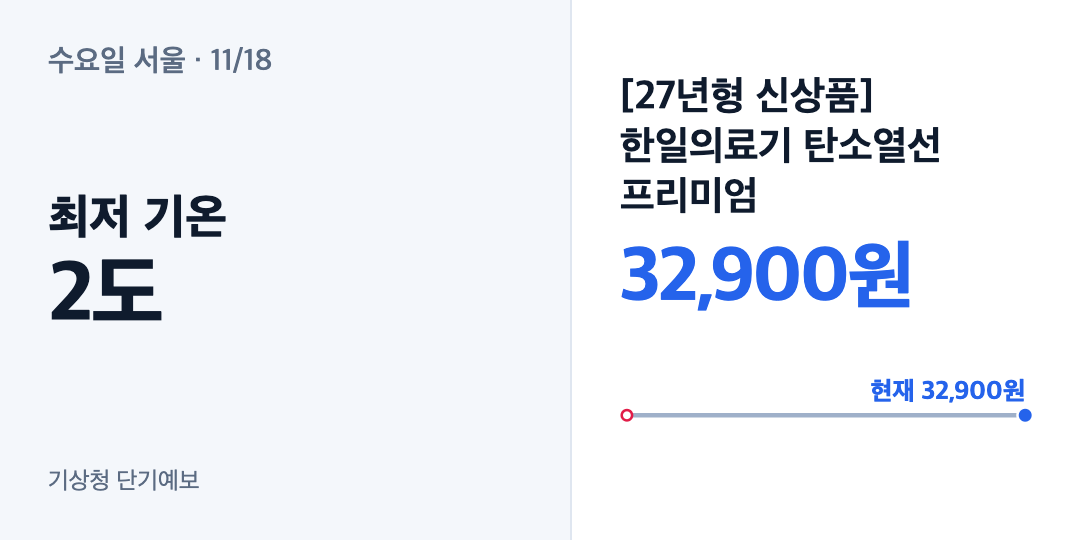 수요일 서울 · 11/18
최저 기온
2도
기상청 단기예보
[27년형 신상품]
한일의료기 탄소열선
프리미엄
32,900원
현재 32,900원